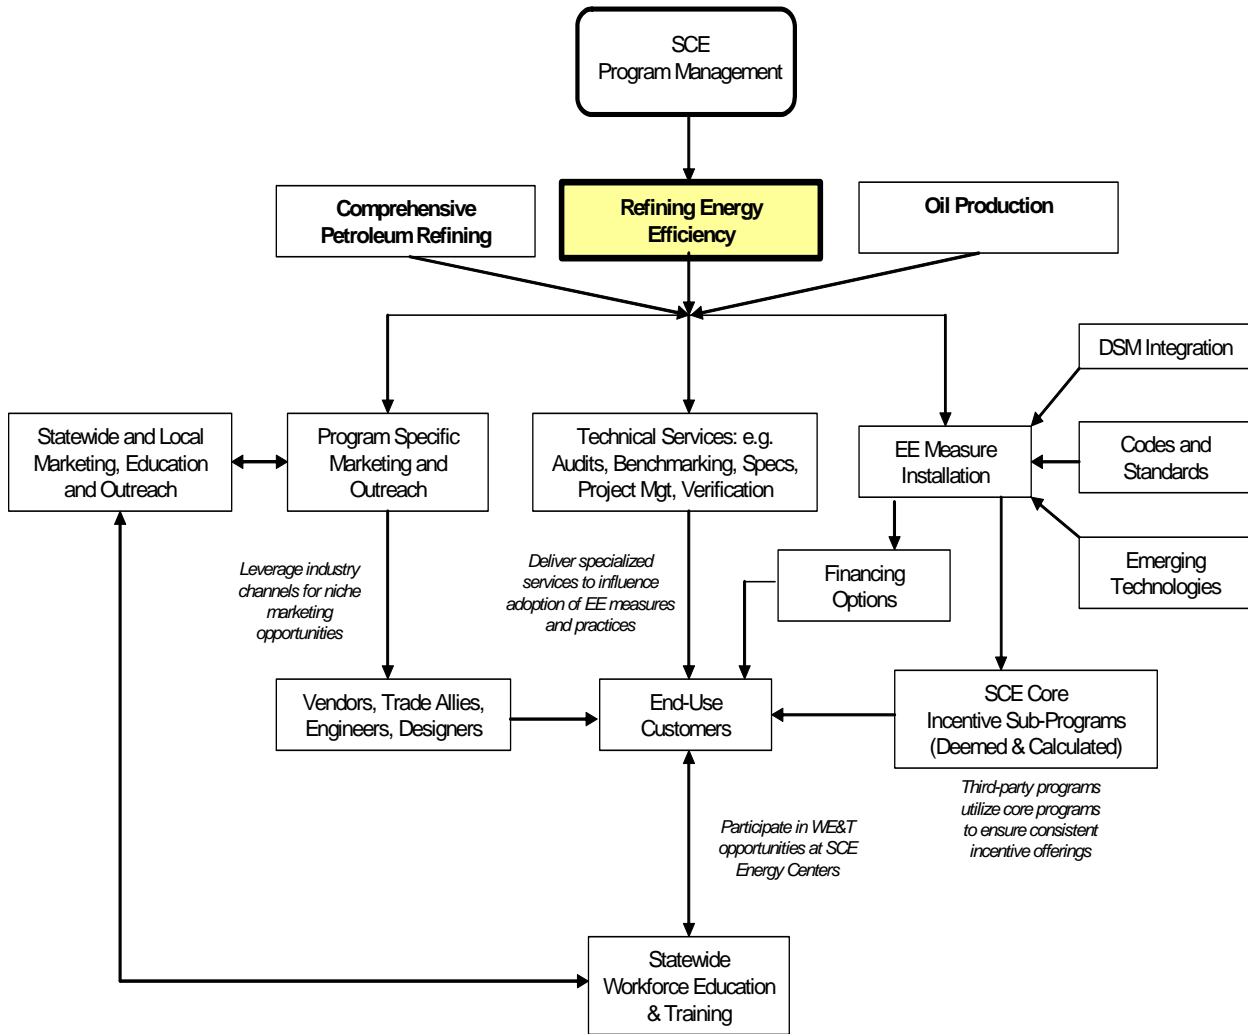 SCE
Program Management
Comprehensive
Petroleum Refining
Refining Energy
Efficiency
Oil Production
DSM Integration
Statewide and Local
Marketing, Education
and Outreach
Program Specific
Marketing and
Outreach
Technical Services: e.g.
Audits, Benchmarking, Specs,
Project Mgt, Verification
EE Measure
Installation
Codes and
Standards
Leverage industry
channels for niche
marketing
opportunities
Deliver specialized
services to influence
adoption of EE measures
and practices
Financing
Options
Emerging
Technologies
Vendors, Trade Allies,
Engineers, Designers
End-Use
Customers
SCE Core
Incentive Sub-Programs
(Deemed & Calculated)
Participate in WE&T
opportunities at SCE
Energy Centers
Third-party programs
utilize core programs
to ensure consistent
incentive offerings
Statewide
Workforce Education
& Training